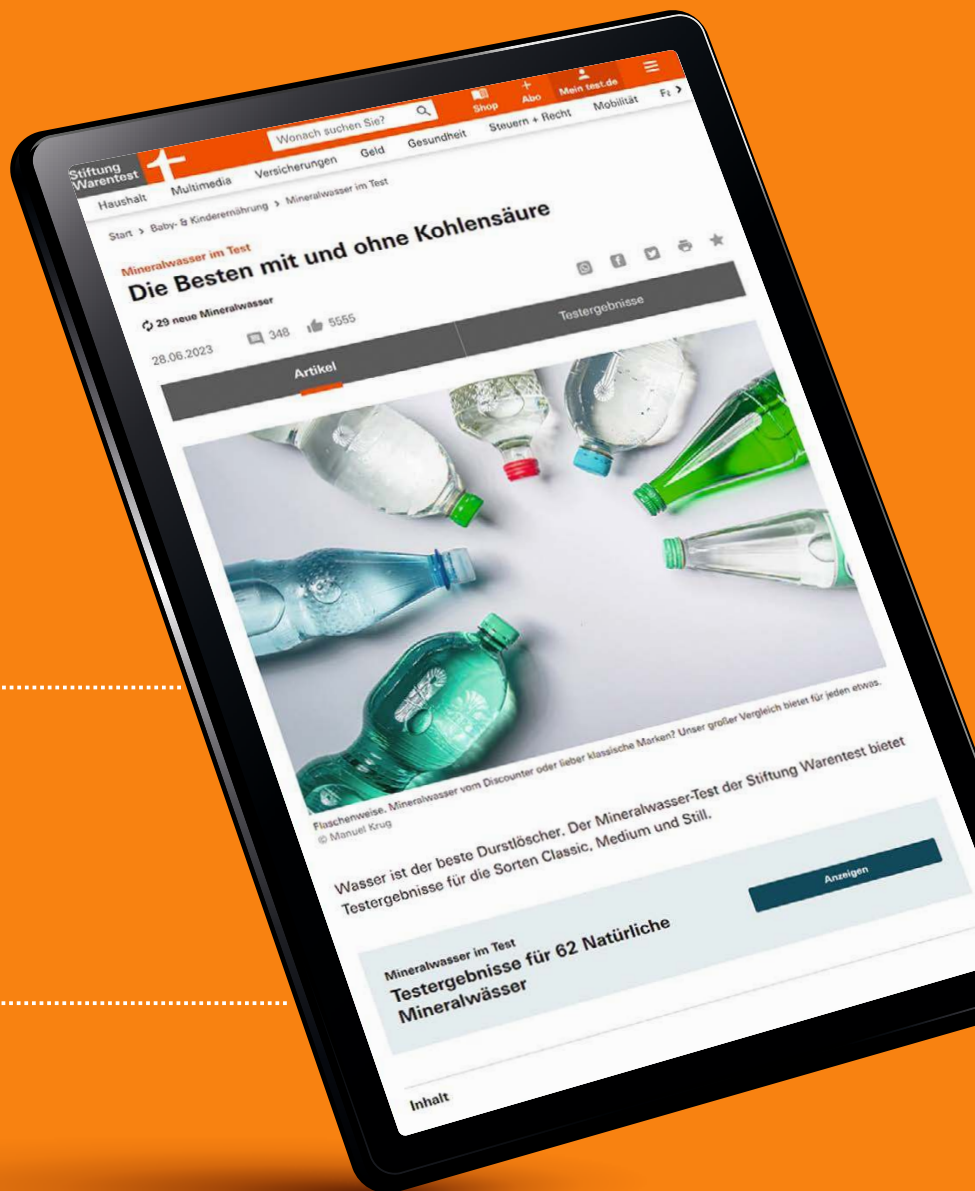 Stiftung
Warentest
Wonach suchen Sie?
Shop
Abo
Mein test.de
Haushalt Multimedia Versicherungen Geld Gesundheit Steuern + Recht Mobilität Fa
Start > Baby- & Kinderernährung > Mineralwasser im Test
Mineralwasser im Test
Die Besten mit und ohne Kohlensäure
29 neue Mineralwässer
28.06.2023 348 5555
Artikel
Testergebnisse
Flaschenweise. Mineralwasser vom Discounter oder lieber klassische Marken? Unser großer Vergleich bietet für jeden etwas.
© Manuel Krug
Wasser ist der beste Durstlöscher. Der Mineralwasser-Test der Stiftung Warentest bietet
Testergebnisse für die Sorten Classic, Medium und Still.
Mineralwasser im Test
Testergebnisse für 62 Natürliche
Mineralwässer
Anzeigen
Inhalt